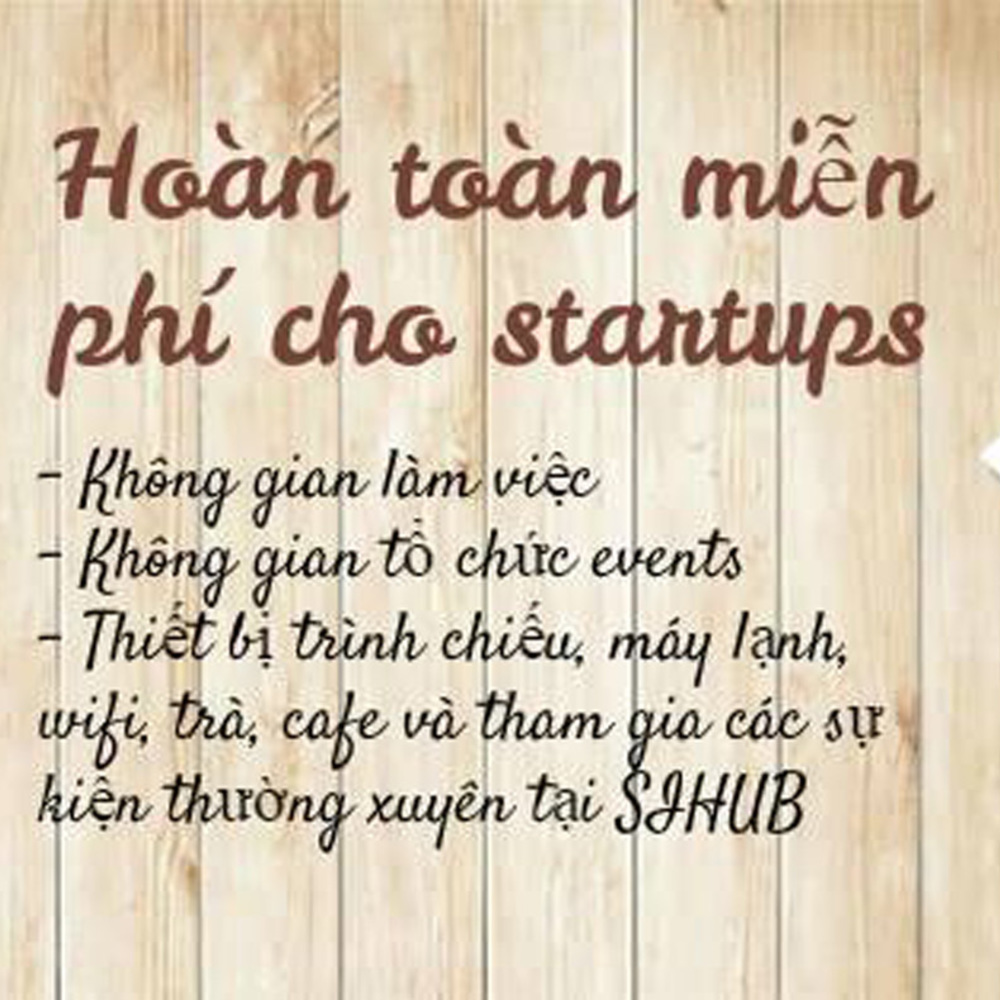 Hoàn toàn miễn
phí cho startups
- Không gian làm việc
- Không gian tổ chức events
- Thiết bị trình chiếu, máy lạnh,
wifi, trà, cafe và tham gia các sự
kiện thường xuyên tại SIHUB